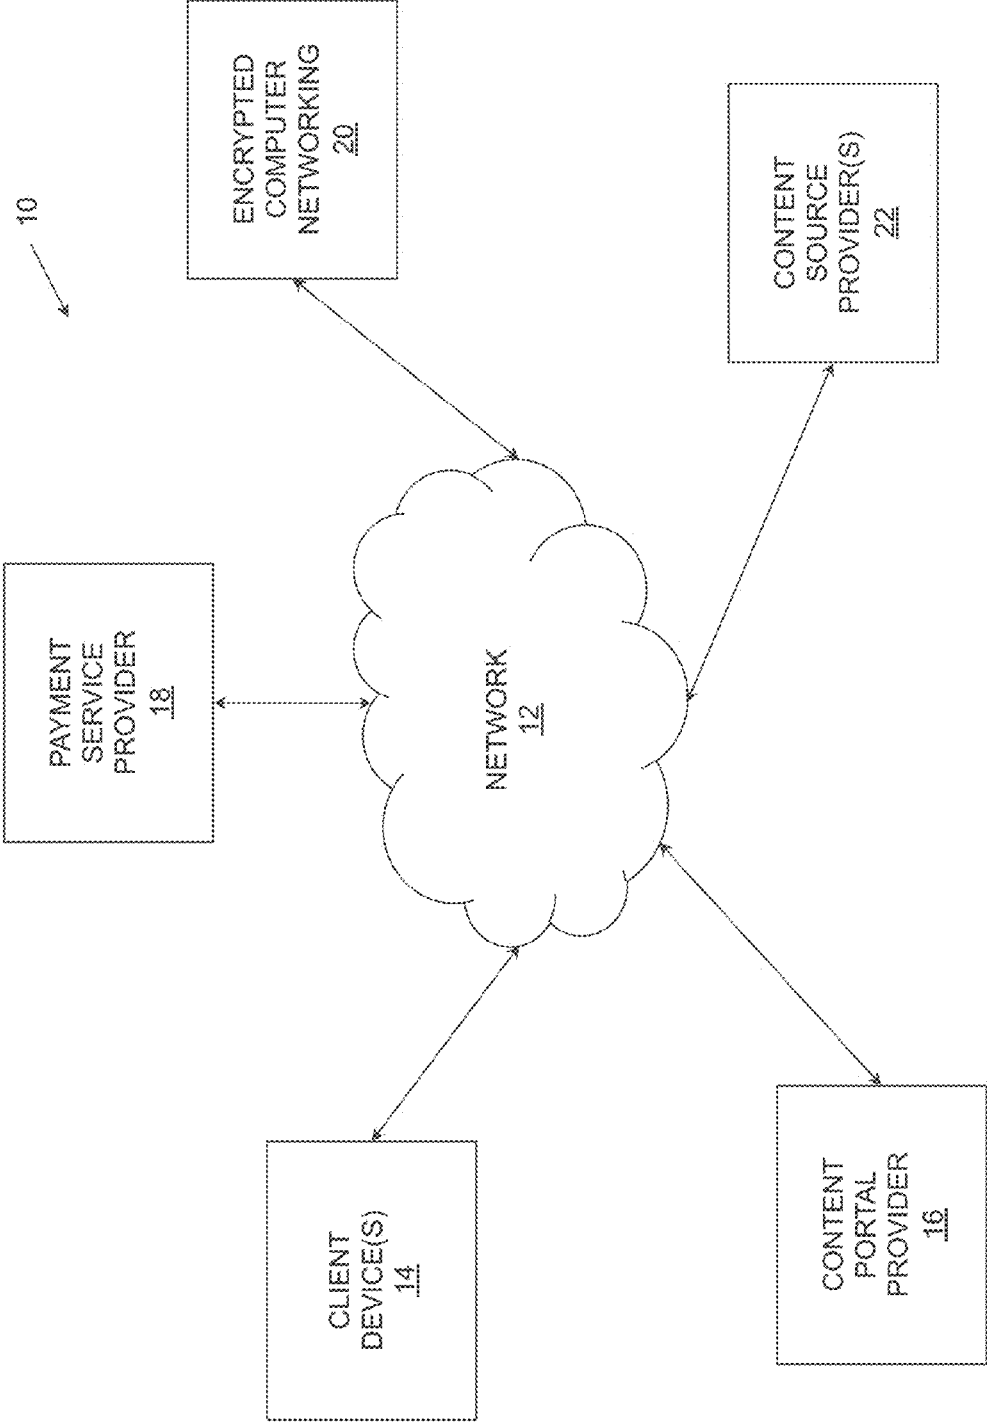 10
PAYMENT
SERVICE
PROVIDER
18
CLIENT
DEVICE(S)
14
ENCRYPTED
COMPUTER
NETWORKING
20
NETWORK
12
CONTENT
PORTAL
PROVIDER
16
CONTENT
SOURCE
PROVIDER(S)
22